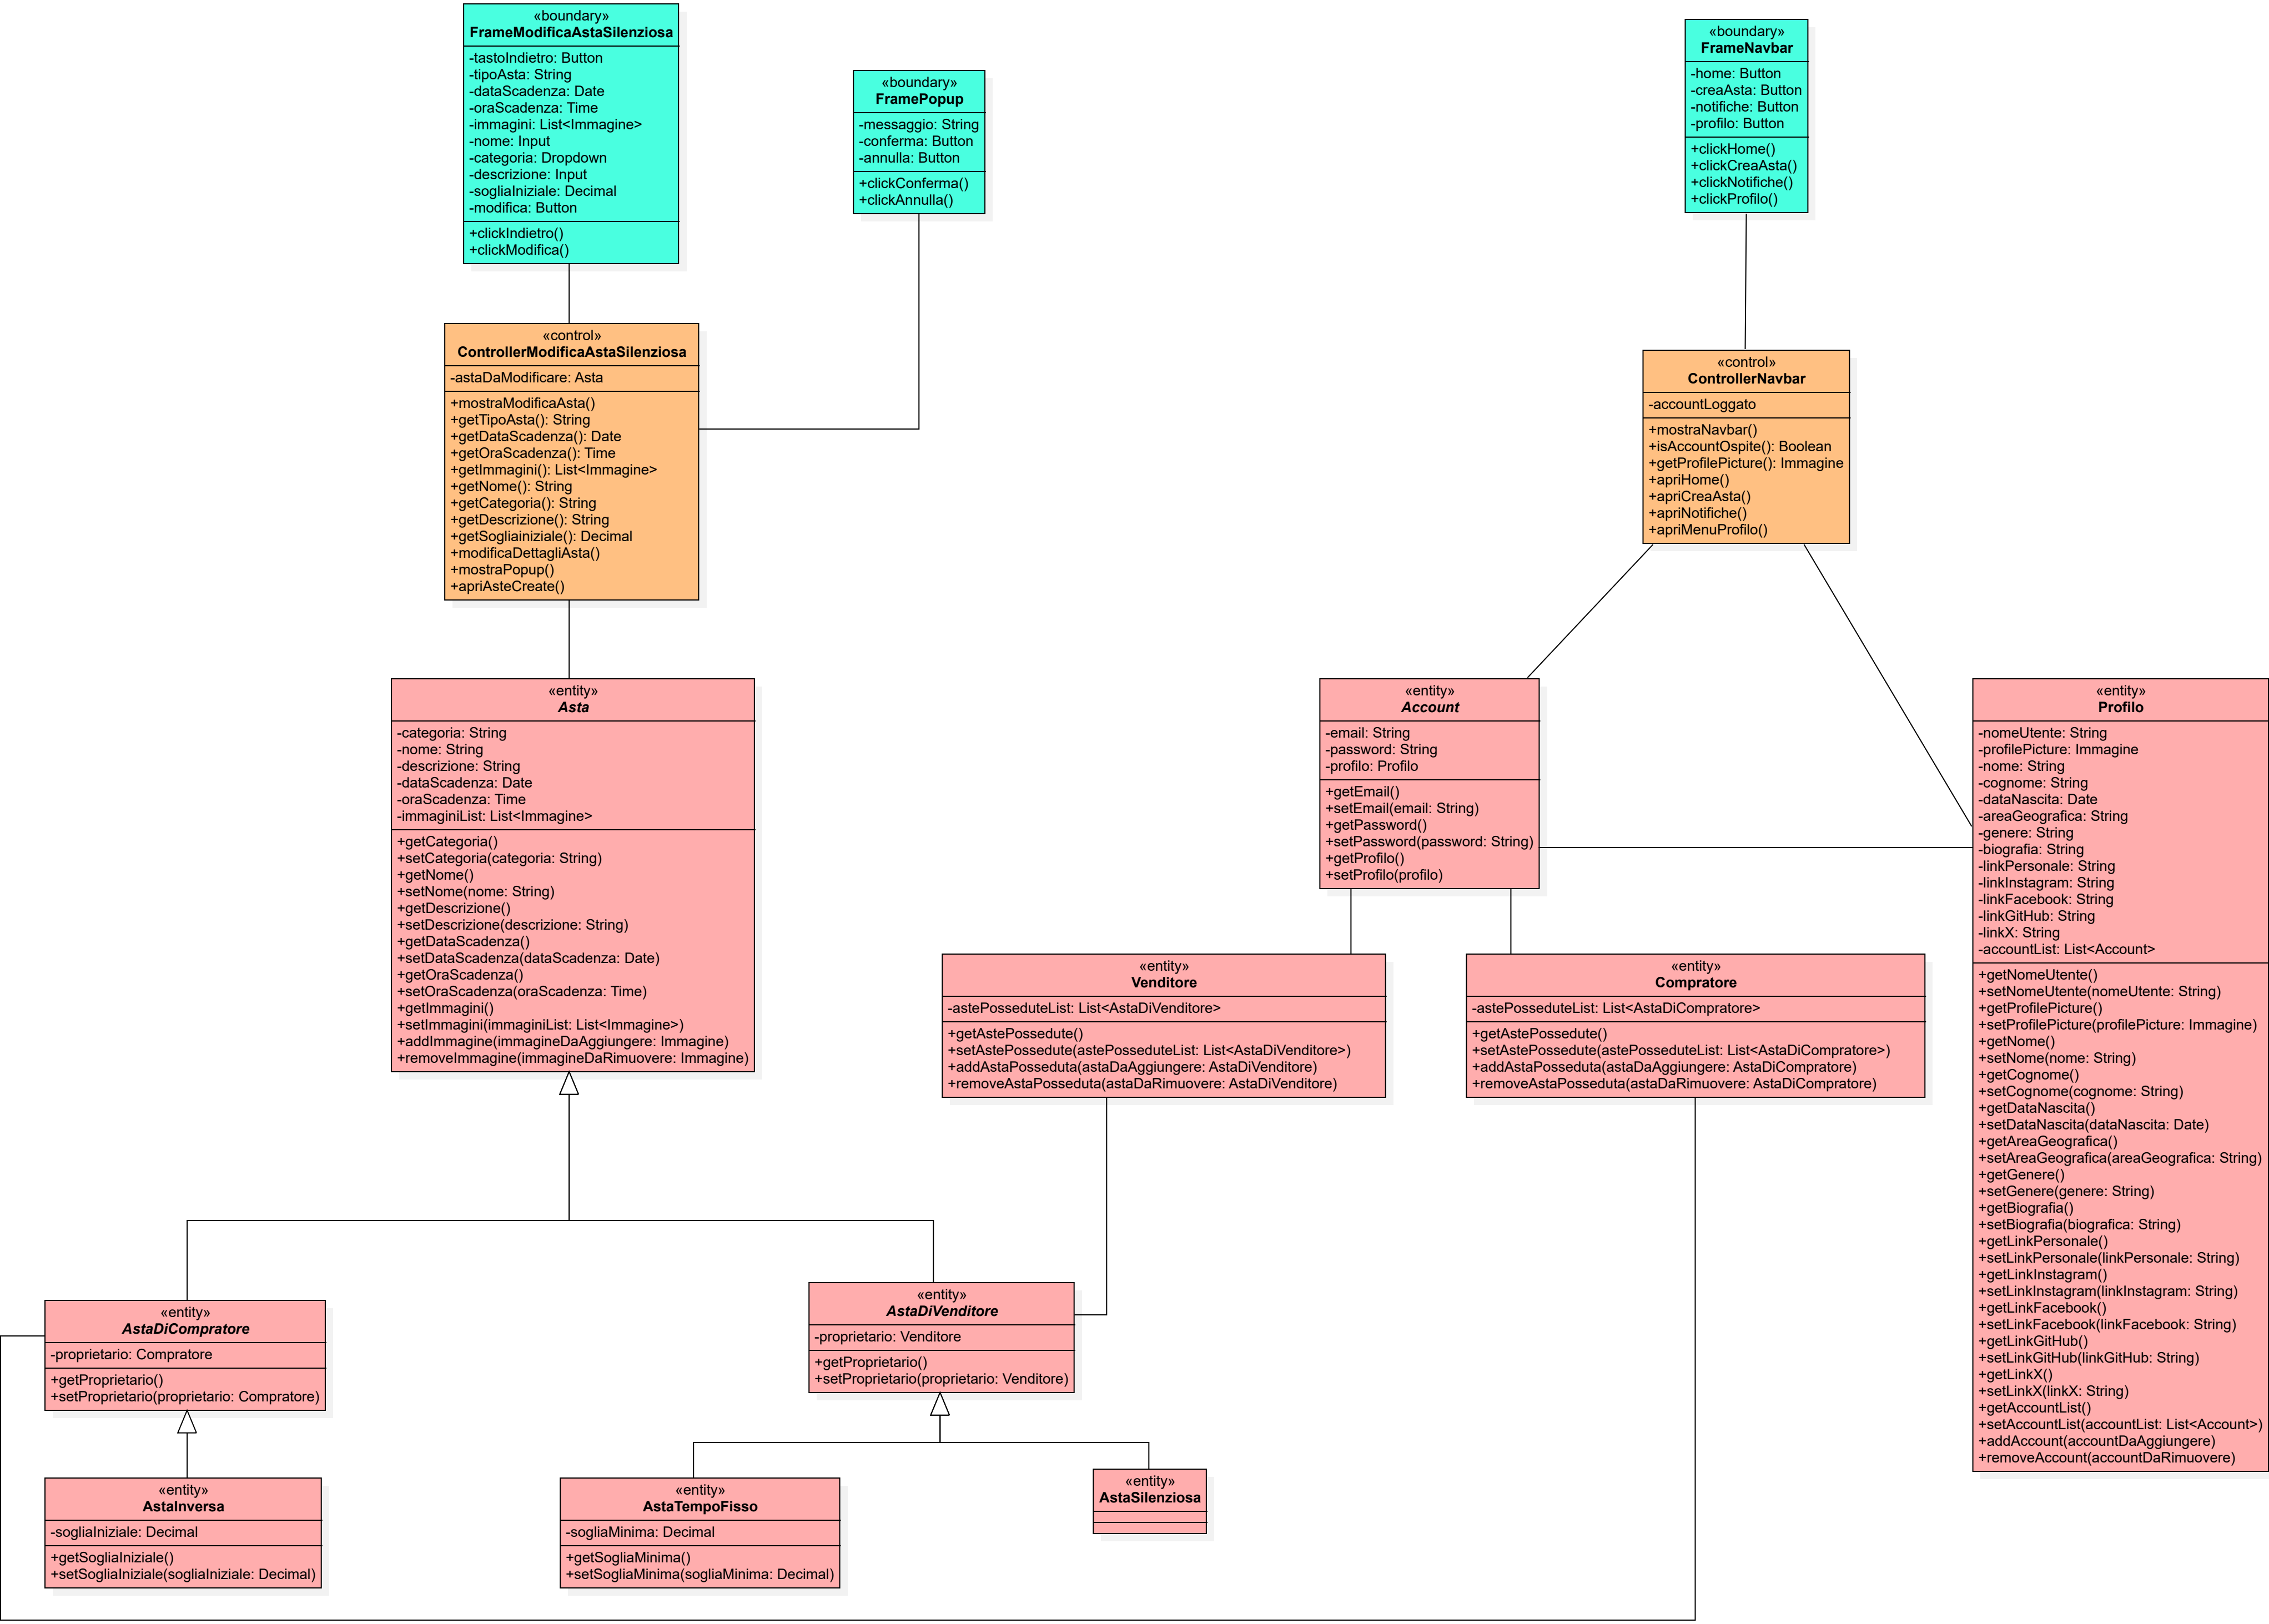 «boundary»
FrameModificaAstaSilenziosa
-tastoIndietro: Button
-tipoAsta: String
-dataScadenza: Date
-oraScadenza: Time
-immagini: List<Immagine>
-nome: Input
-categoria: Dropdown
-descrizione: Input
-sogliaIniziale: Decimal
-modifica: Button
+clickIndietro()
+clickModifica()
«boundary»
FramePopup
-messaggio: String
-conferma: Button
-annulla: Button
+clickConferma()
+clickAnnulla()
«boundary»
FrameNavbar
-home: Button
-creaAsta: Button
-notifiche: Button
-profilo: Button
+clickHome()
+clickCreaAsta()
+clickNotifiche()
+clickProfilo()
«control»
ControllerModificaAstaSilenziosa
-astaDaModificare: Asta
+mostraModificaAsta()
+getTipoAsta(): String
+getDataScadenza(): Date
+getOraScadenza(): Time
+getImmagini(): List<Immagine>
+getNome(): String
+getCategoria(): String
+getDescrizione(): String
+getSogliainiziale(): Decimal
+modificaDettagliAsta()
+mostraPopup()
+apriAsteCreate()
«control»
ControllerNavbar
-accountLoggato
+mostraNavbar()
+isAccountOspite(): Boolean
+getProfilePicture(): Immagine
+apriHome()
+apriCreaAsta()
+apriNotifiche()
+apriMenuProfilo()
«entity»
Asta
-categoria: String
-nome: String
-descrizione: String
-dataScadenza: Date
-oraScadenza: Time
-immaginiList: List<Immagine>
+getCategoria()
+setCategoria(categoria: String)
+getNome()
+setNome(nome: String)
+getDescrizione()
+setDescrizione(descrizione: String)
+getDataScadenza()
+setDataScadenza(dataScadenza: Date)
+getOraScadenza()
+setOraScadenza(oraScadenza: Time)
+getImmagini()
+setImmagini(immaginiList: List<Immagine>)
+addImmagine(immagineDaAggiungere: Immagine)
+removeImmagine(immagineDaRimuovere: Immagine)
«entity»
Account
-email: String
-password: String
-profilo: Profilo
+getEmail()
+setEmail(email: String)
+getPassword()
+setPassword(password: String)
+getProfilo()
+setProfilo(profilo)
«entity»
Profilo
-nomeUtente: String
-profilePicture: Immagine
-nome: String
-cognome: String
-dataNascita: Date
-areaGeografica: String
-genere: String
-biografia: String
-linkPersonale: String
-linkInstagram: String
-linkFacebook: String
-linkGitHub: String
-linkX: String
-accountList: List<Account>
+getNomeUtente()
+setNomeUtente(nomeUtente: String)
+getProfilePicture()
+setProfilePicture(profilePicture: Immagine)
+getNome()
+setNome(nome: String)
+getCognome()
+setCognome(cognome: String)
+getDataNascita()
+setDataNascita(dataNascita: Date)
+getAreaGeografica()
+setAreaGeografica(areaGeografica: String)
+getGenere()
+setGenere(genere: String)
+getBiografia()
+setBiografia(biografica: String)
+getLinkPersonale()
+setLinkPersonale(linkPersonale: String)
+getLinkInstagram()
+setLinkInstagram(linkInstagram: String)
+getLinkFacebook()
+setLinkFacebook(linkFacebook: String)
+getLinkGitHub()
+setLinkGitHub(linkGitHub: String)
+getLinkX()
+setLinkX(linkX: String)
+getAccountList()
+setAccountList(accountList: List<Account>)
+addAccount(accountDaAggiungere)
+removeAccount(accountDaRimuovere)
«entity»
Venditore
-astePosseduteList: List<AstaDiVenditore>
+getAstePossedute()
+setAstePossedute(astePosseduteList: List<AstaDiVenditore>)
+addAstaPosseduta(astaDaAggiungere: AstaDiVenditore)
+removeAstaPosseduta(astaDaRimuovere: AstaDiVenditore)
«entity»
Compratore
-astePosseduteList: List<AstaDiCompratore>
+getAstePossedute()
+setAstePossedute(astePosseduteList: List<AstaDiCompratore>)
+addAstaPosseduta(astaDaAggiungere: AstaDiCompratore)
+removeAstaPosseduta(astaDaRimuovere: AstaDiCompratore)
«entity»
AstaDiCompratore
-proprietario: Compratore
+getProprietario()
+setProprietario(proprietario: Compratore)
«entity»
AstaDiVenditore
-proprietario: Venditore
+getProprietario()
+setProprietario(proprietario: Venditore)
«entity»
AstaInversa
-sogliaIniziale: Decimal
+getSogliaIniziale()
+setSogliaIniziale(sogliaIniziale: Decimal)
«entity»
AstaTempoFisso
-sogliaMinima: Decimal
+getSogliaMinima()
+setSogliaMinima(sogliaMinima: Decimal)
«entity»
AstaSilenziosa